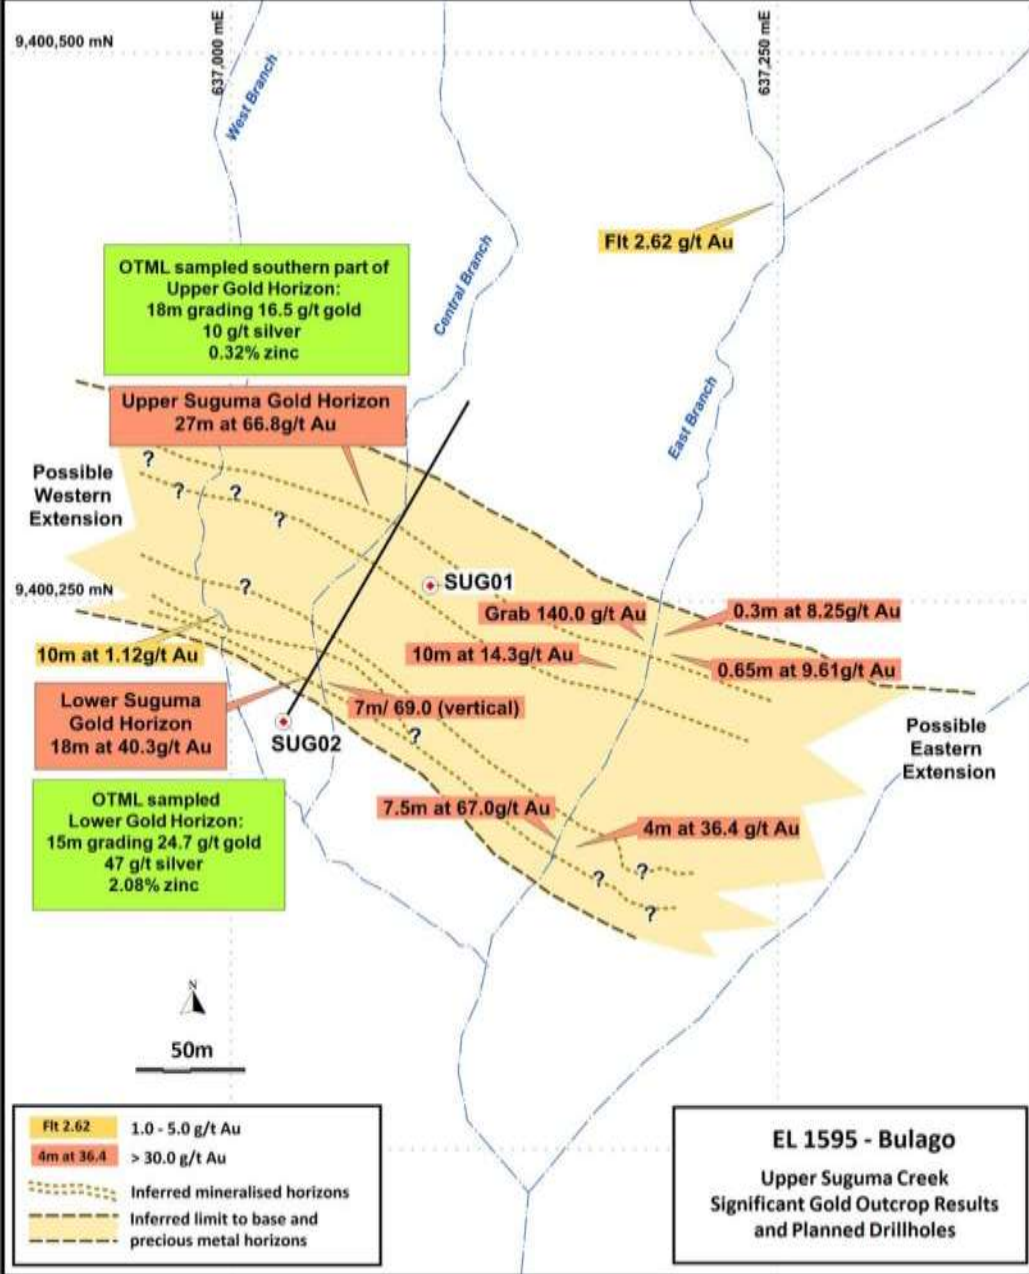 9,400,500 mN
637,000 mE
637,250 mE
West Branch
Flt 2.62 g/t Au
Central Branch
OTML sampled southern part of
Upper Gold Horizon:
18m grading 16.5 g/t gold
10 g/t silver
0.32% zinc
East Branch
Upper Suguma Gold Horizon
27m at 66.8g/t Au
?
?
?
?
?
Possible
Western
Extension
9,400,250 mN
SUG01
Grab 140.0 g/t Au
0.3m at 8.25g/t Au
10m at 1.12g/t Au
10m at 14.3g/t Au
0.65m at 9.61g/t Au
Lower Suguma
Gold Horizon
18m at 40.3g/t Au
7m/ 69.0 (vertical)
SUG02
?
Possible
Eastern
Extension
OTML sampled
Lower Gold Horizon:
15m grading 24.7 g/t gold
47 g/t silver
2.08% zinc
7.5m at 67.0g/t Au
4m at 36.4 g/t Au
?
?
?
N
50m
Flt 2.62
1.0 - 5.0 g/t Au
4m at 36.4
> 30.0 g/t Au
Inferred mineralised horizons
Inferred limit to base and
precious metal horizons
EL 1595 - Bulago
Upper Suguma Creek
Significant Gold Outcrop Results
and Planned Drillholes